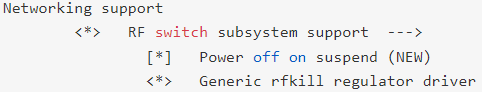 Networking support
<*> RF switch subsystem support --->
[*] Power off on suspend (NEW)
<*> Generic rfkill regulator driver